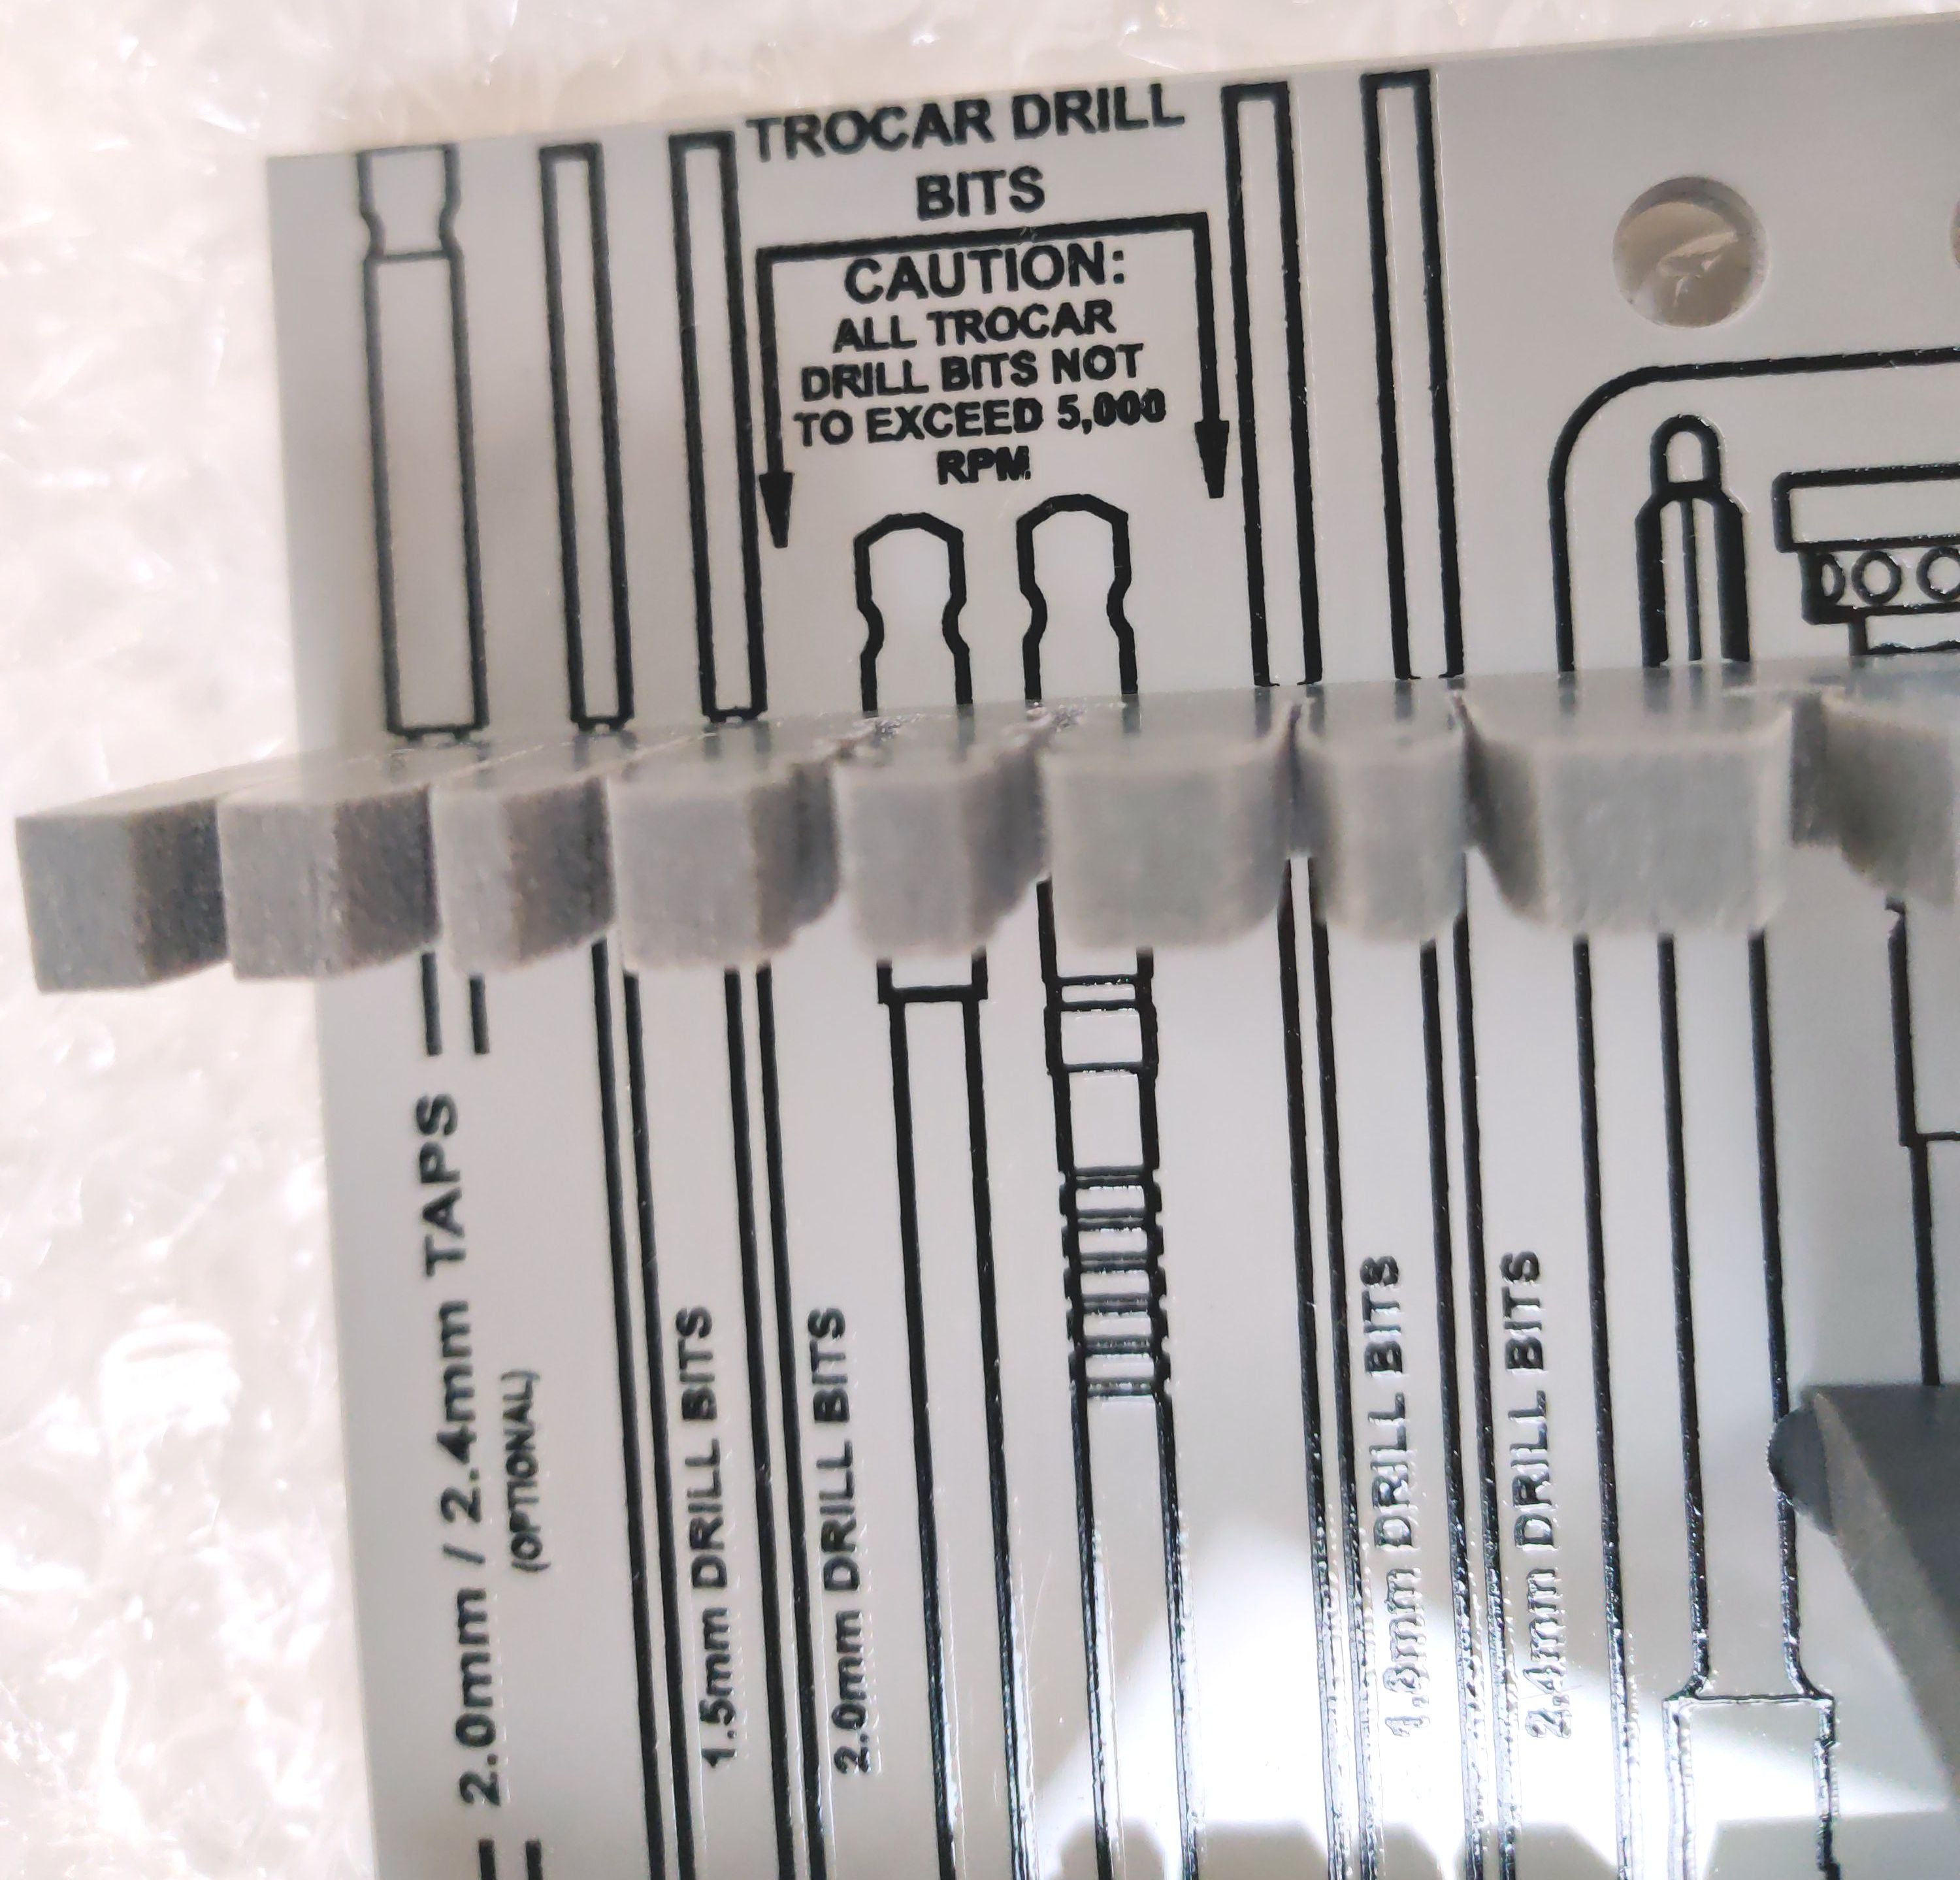 TROCAR DRILL
BITS
CAUTION:
ALL TROCAR
DRILL BITS NOT
TO EXCEED 5,000
RPM
2.0mm / 2.4mm TAPS
(OPTIONAL)
1.5mm DRILL BITS
2.0mm DRILL BITS
1.8mm DRILL BITS
2.4mm DRILL BITS